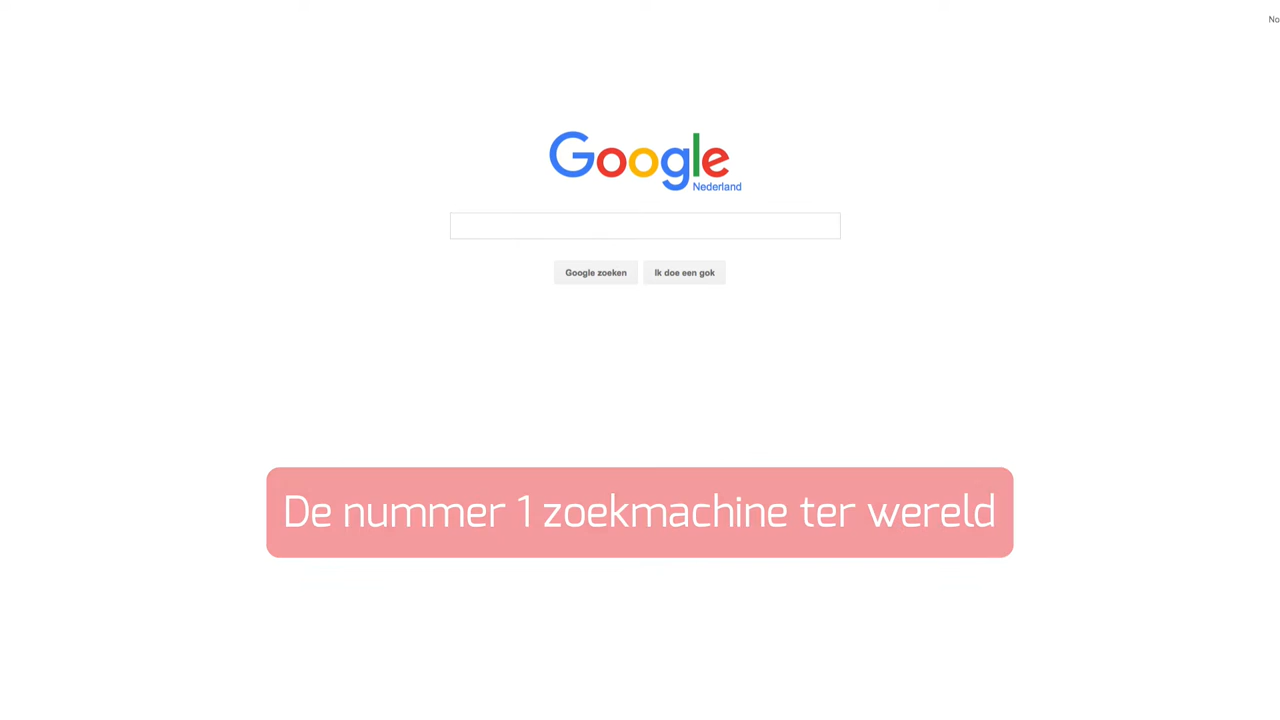 No
Google
Nederland
Google zoeken
Ik doe een gok
De nummer 1 zoekmachine ter wereld